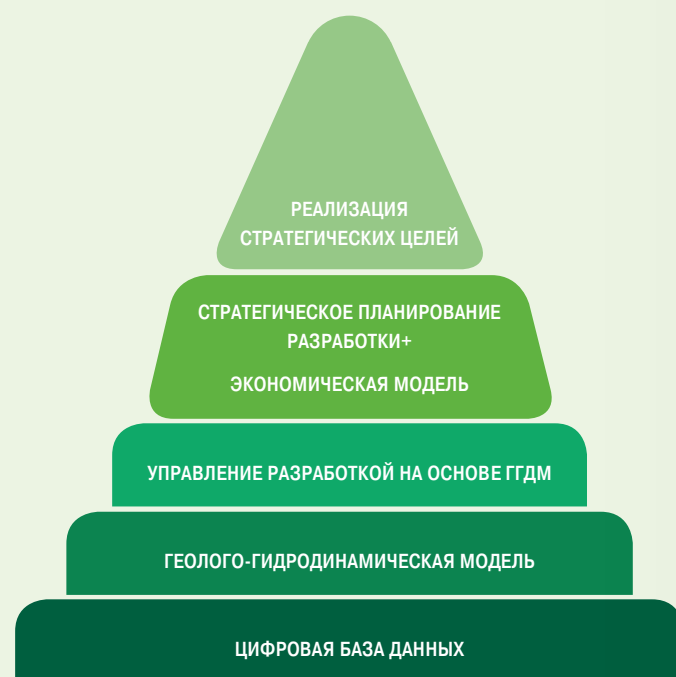 РЕАЛИЗАЦИЯ
СТРАТЕГИЧЕСКИХ ЦЕЛЕЙ
СТРАТЕГИЧЕСКОЕ ПЛАНИРОВАНИЕ
РАЗРАБОТКИ+
ЭКОНОМИЧЕСКАЯ МОДЕЛЬ
УПРАВЛЕНИЕ РАЗРАБОТКОЙ НА ОСНОВЕ ГГДМ
ГЕОЛОГО-ГИДРОДИНАМИЧЕСКАЯ МОДЕЛЬ
ЦИФРОВАЯ БАЗА ДАННЫХ